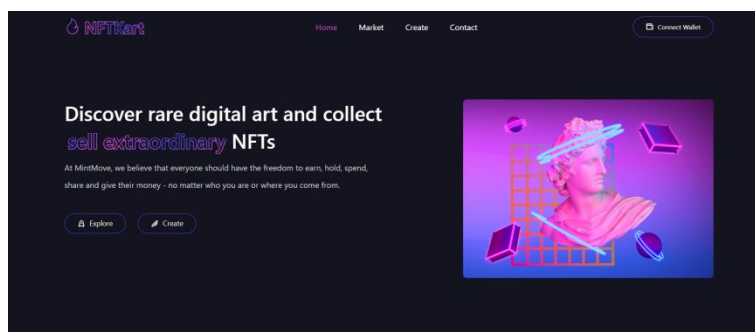 NFTKart
Home Market Create Contact
Connect Wallet
Discover rare digital art and collect
sell extraordinary NFTs
At MintMove, we believe that everyone should have the freedom to earn, hold, spend,
share and give their money - no matter who you are or where you come from.
Explore Create